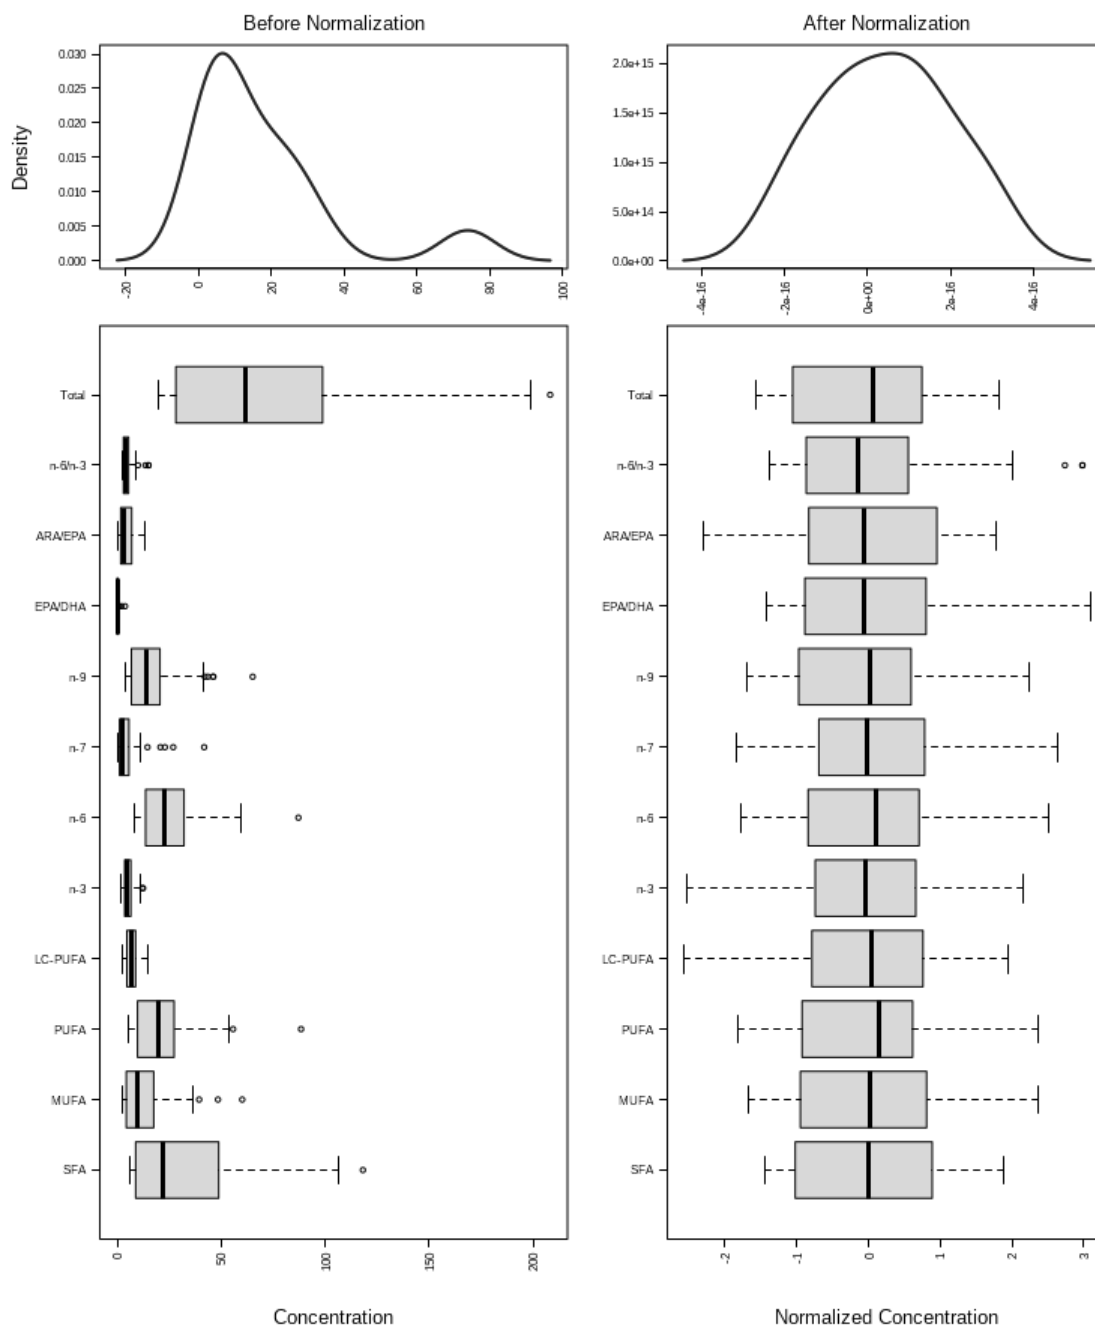 Before Normalization
After Normalization
Density
0.030
0.025
0.020
0.015
0.010
0.005
0.000
-20
0
20
40
60
80
100
2.0e+15
1.5e+15
1.0e+15
5.0e+14
0.0e+00
-4e-16
-2e-16
0e+00
2e-16
4e-16
Total
n-6/n-3
ARA/EPA
EPA/DHA
n-9
n-7
n-6
n-3
LC-PUFA
PUFA
MUFA
SFA
0
50
100
150
200
Concentration
Total
n-6/n-3
ARA/EPA
EPA/DHA
n-9
n-7
n-6
n-3
LC-PUFA
PUFA
MUFA
SFA
-2
-1
0
1
2
3
Normalized Concentration